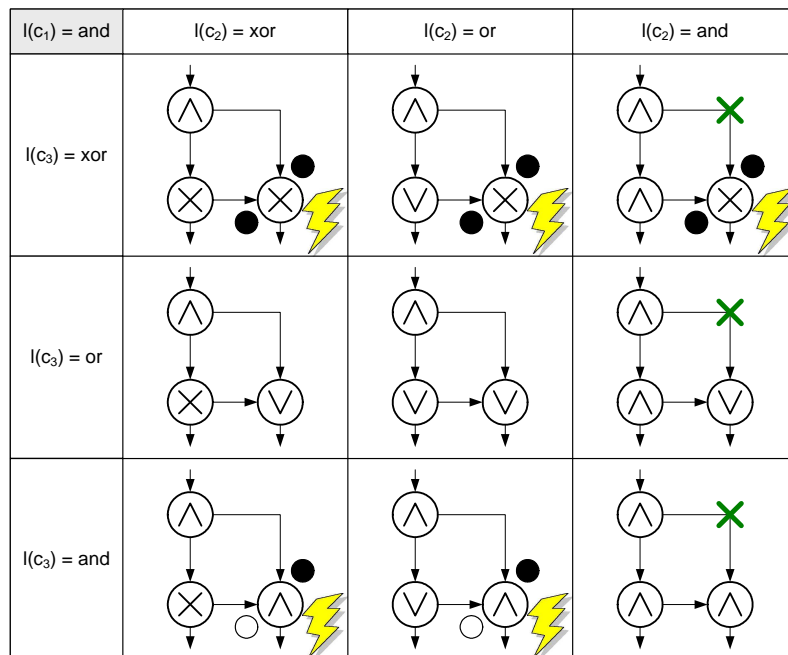 l(c₁) = and
l(c₂) = xor
l(c₂) = or
l(c₂) = and
l(c₃) = xor
l(c₃) = or
l(c₃) = and